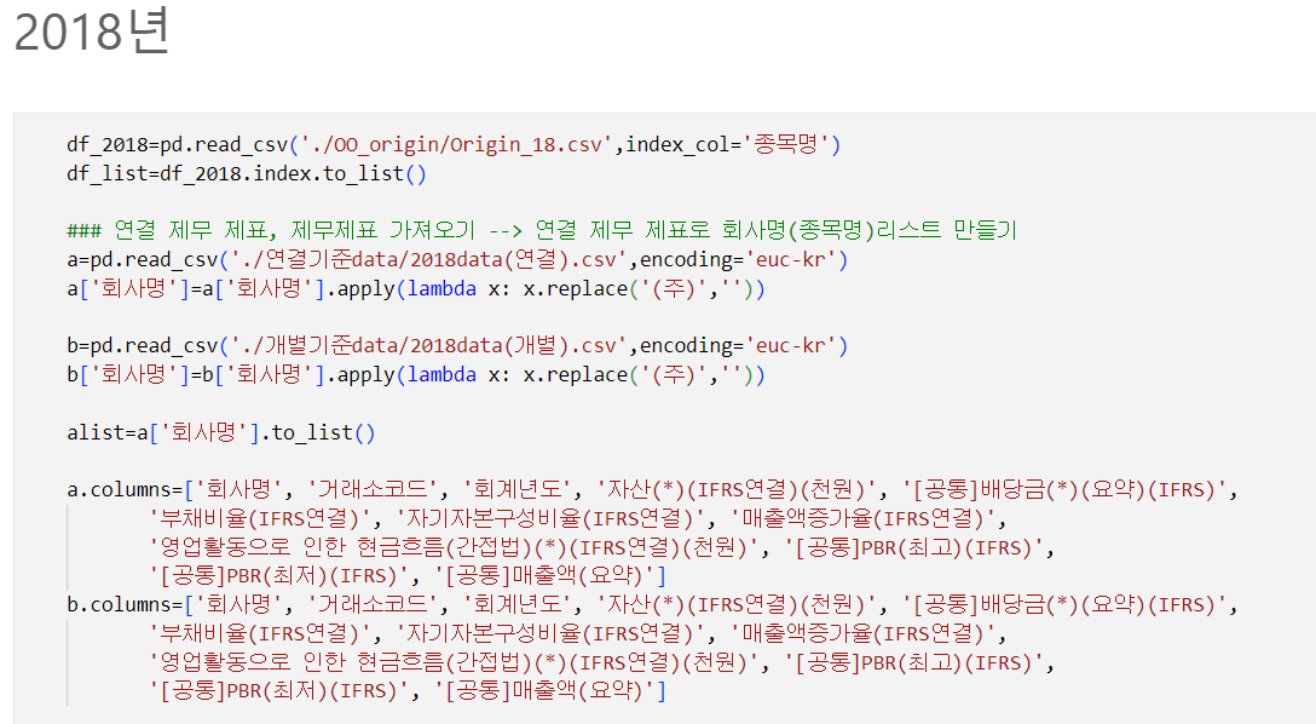 2018년
df_2018=pd.read_csv('./OO_origin/Origin_18.csv',index_col='종목명')
df_list=df_2018.index.to_list()
### 연결 제무 제표, 제무제표 가져오기 --> 연결 제무 제표로 회사명(종목명)리스트 만들기
a=pd.read_csv('./연결기준data/2018data(연결).csv',encoding='euc-kr')
a['회사명']=a['회사명'].apply(lambda x: x.replace('(주)',''))
b=pd.read_csv('./개별기준data/2018data(개별).csv',encoding='euc-kr')
b['회사명']=b['회사명'].apply(lambda x: x.replace('(주)',''))
alist=a['회사명'].to_list()
a.columns=['회사명', '거래소코드', '회계년도', '자산(*)(IFRS연결)(천원)', '[공통]배당금(*)(요약)(IFRS)',
'부채비율(IFRS연결)', '자기자본구성비율(IFRS연결)', '매출액증가율(IFRS연결)',
'영업활동으로 인한 현금흐름(간접법)(*)(IFRS연결)(천원)', '[공통]PBR(최고)(IFRS)',
'[공통]PBR(최저)(IFRS)', '[공통]매출액(요약)']
b.columns=['회사명', '거래소코드', '회계년도', '자산(*)(IFRS연결)(천원)', '[공통]배당금(*)(요약)(IFRS)',
'부채비율(IFRS연결)', '자기자본구성비율(IFRS연결)', '매출액증가율(IFRS연결)',
'영업활동으로 인한 현금흐름(간접법)(*)(IFRS연결)(천원)', '[공통]PBR(최고)(IFRS)',
'[공통]PBR(최저)(IFRS)', '[공통]매출액(요약)']